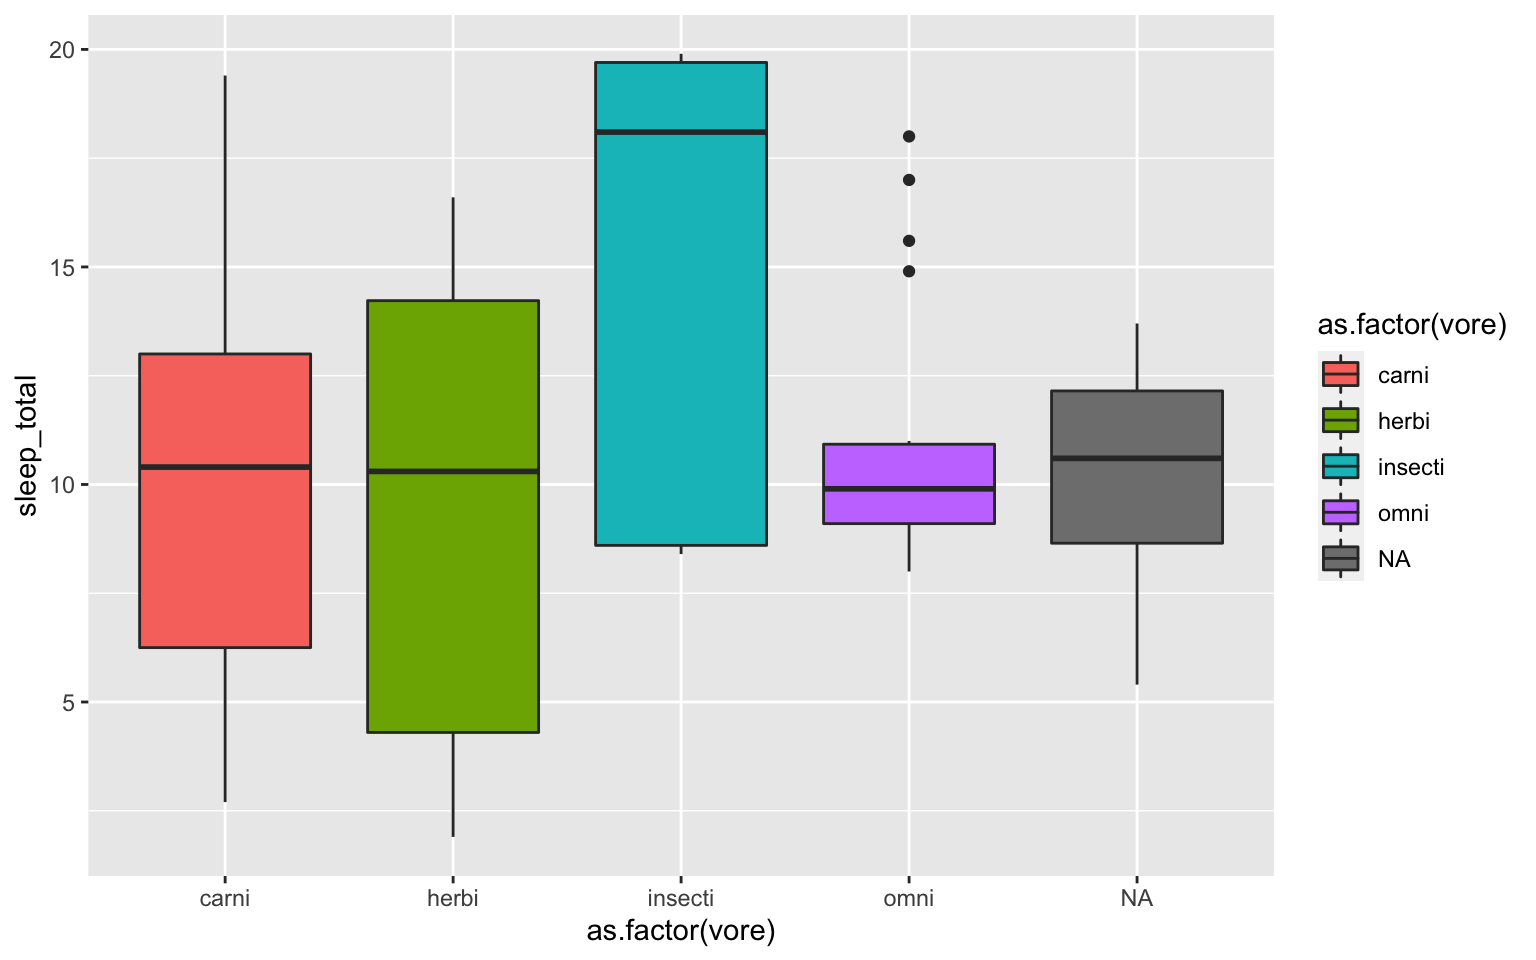 20
15
10
5
sleep_total
carni
herbi
insecti
omni
NA
as.factor(vore)
as.factor(vore)
carni
herbi
insecti
omni
NA